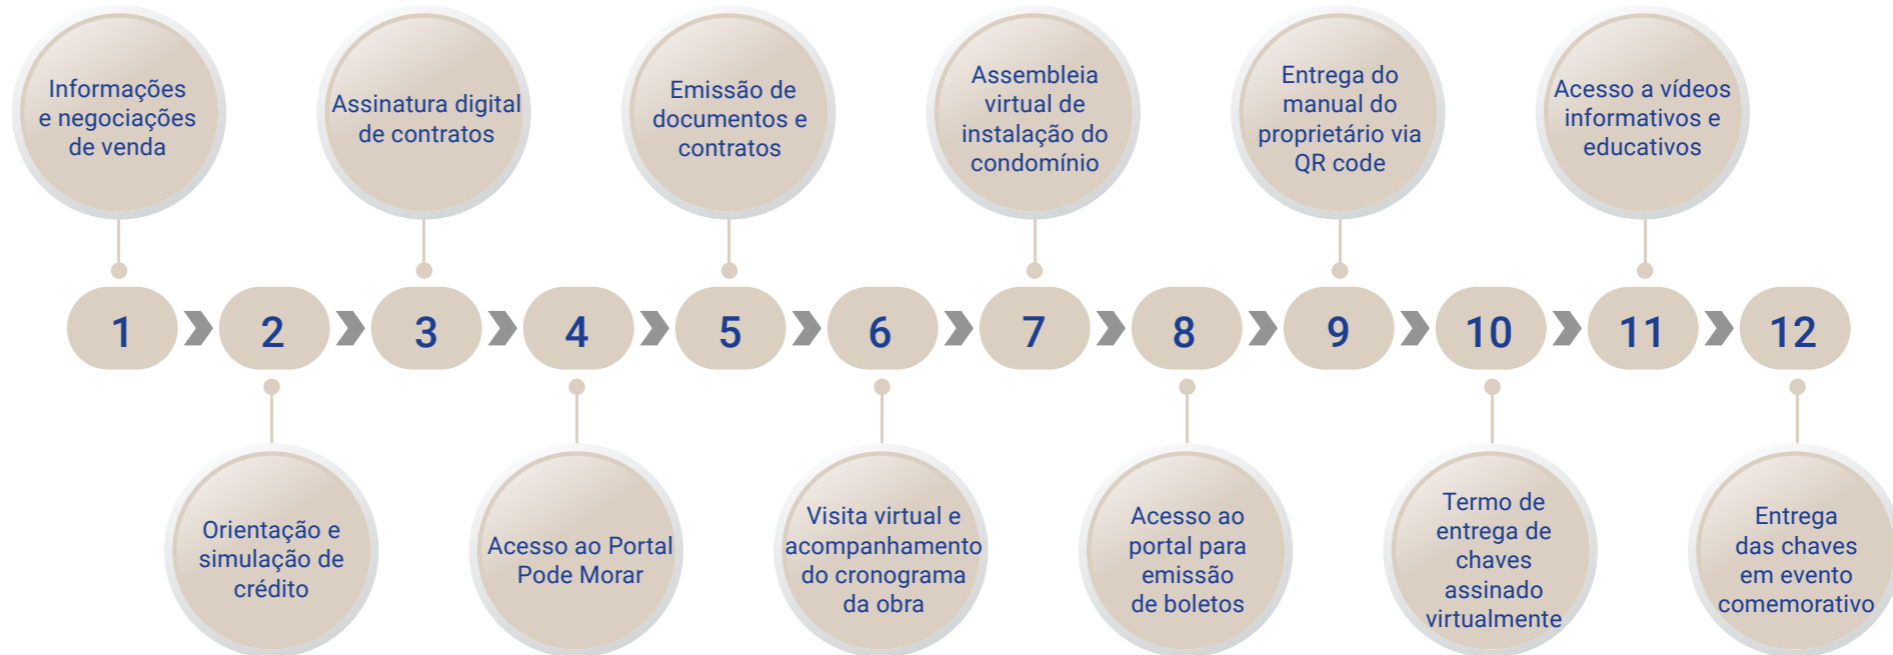 Informações
e negociações
de venda
Assinatura digital
de contratos
Emissão de
documentos e
contratos
Assembleia
virtual de
instalação do
condomínio
Entrega do
manual do
proprietário via
QR code
Acesso a vídeos
informativos e
educativos
1
2
3
4
5
6
7
8
9
10
11
12
Orientação e
simulação de
crédito
Acesso ao Portal
Pode Morar
Visita virtual e
acompanhamento
do cronograma
da obra
Acesso ao
portal para
emissão
de boletos
Termo de
entrega de
chaves
assinado
virtualmente
Entrega
das chaves
em evento
comemorativo